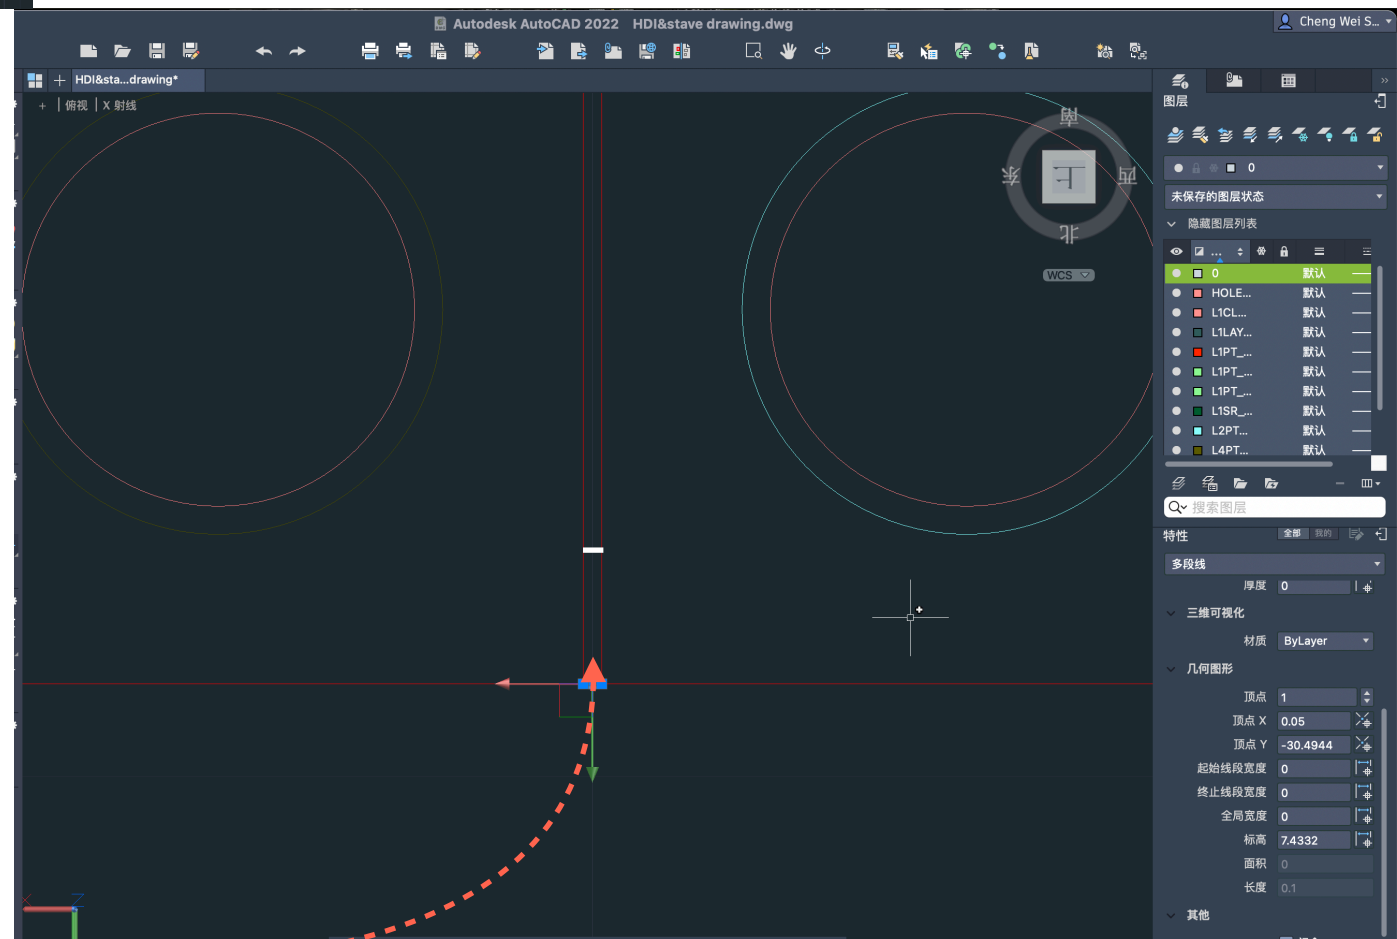 Autodesk AutoCAD 2022 HDI&stave drawing.dwg
Cheng Wei S...
HDI&sta...drawing*
+ 俯视 X 射线
图层
0
未保存的图层状态
隐藏图层列表
...
0 默认
HOLE... 默认
L1CL... 默认
L1LAY... 默认
L1PT_... 默认
L1PT_... 默认
L1PT_... 默认
L1SR_... 默认
L2PT... 默认
L4PT... 默认
搜索图层
南
东
上
西
北
WCS
特性 全部 我的
多段线
厚度 0
三维可视化
材质 ByLayer
几何图形
顶点 1
顶点 X 0.05
顶点 Y -30.4944
起始线段宽度 0
终止线段宽度 0
全局宽度 0
标高 7.4332
面积 0
长度 0.1
其他
X
Z